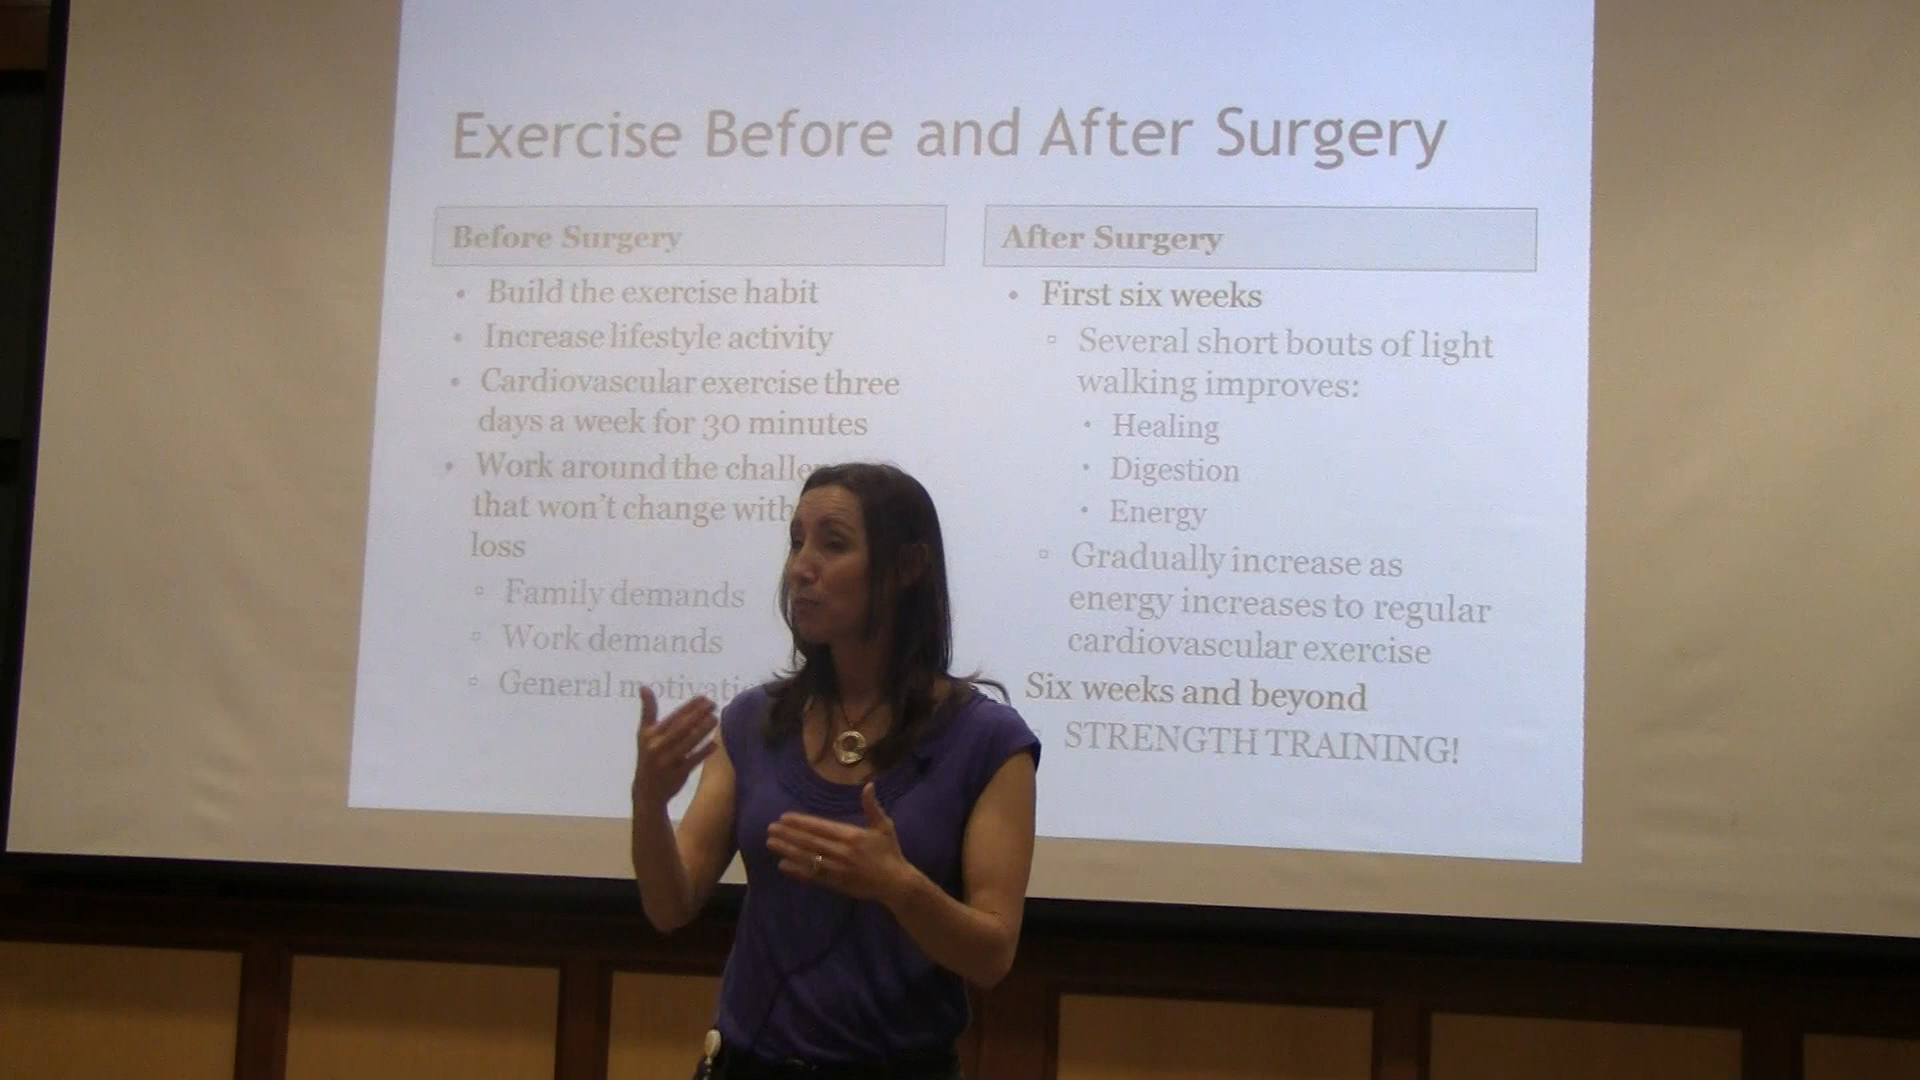 Exercise Before and After Surgery
Before Surgery
• Build the exercise habit
• Increase lifestyle activity
• Cardiovascular exercise three
days a week for 30 minutes
• Work around the
that won't change with
loss
▫ Family demands
▫ Work demands
▫ General
After Surgery
• First six weeks
▫ Several short bouts of light
walking improves:
• Healing
• Digestion
• Energy
▫ Gradually increase as
energy increases to regular
cardiovascular exercise
Six weeks and beyond
STRENGTH TRAINING!